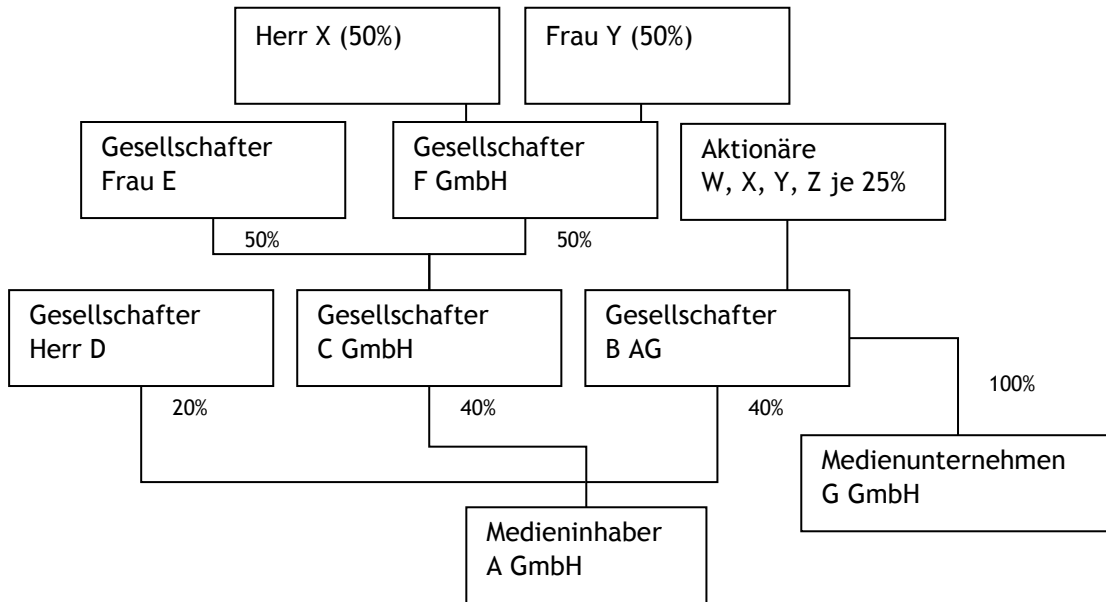 Herr X (50%)
Frau Y (50%)
Gesellschafter
Frau E
Gesellschafter
F GmbH
Aktionäre
W, X, Y, Z je 25%
50%
50%
Gesellschafter
Herr D
Gesellschafter
C GmbH
Gesellschafter
B AG
20%
40%
40%
100%
Medienunternehmen
G GmbH
Medieninhaber
A GmbH